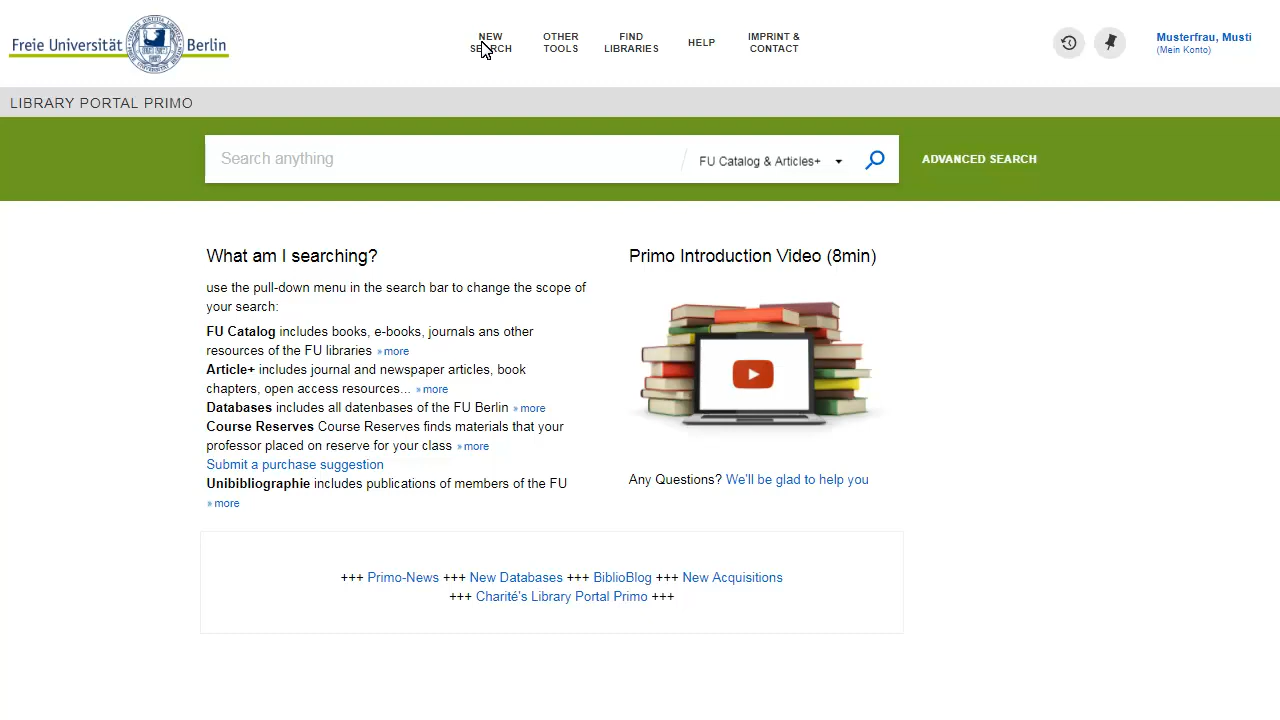 Freie Universität Berlin
NEW SEARCH
OTHER TOOLS
FIND LIBRARIES
HELP
IMPRINT & CONTACT
Musterfrau, Musti
(Mein Konto)
LIBRARY PORTAL PRIMO
Search anything
FU Catalog & Articles+
ADVANCED SEARCH
What am I searching?
use the pull-down menu in the search bar to change the scope of
your search:
FU Catalog includes books, e-books, journals ans other
resources of the FU libraries » more
Article+ includes journal and newspaper articles, book
chapters, open access resources... » more
Databases includes all datenbases of the FU Berlin » more
Course Reserves Course Reserves finds materials that your
professor placed on reserve for your class » more
Submit a purchase suggestion
Unibibliographie includes publications of members of the FU
» more
Primo Introduction Video (8min)
Any Questions? We'll be glad to help you
+++ Primo-News +++ New Databases +++ BiblioBlog +++ New Acquisitions
+++ Charité's Library Portal Primo +++